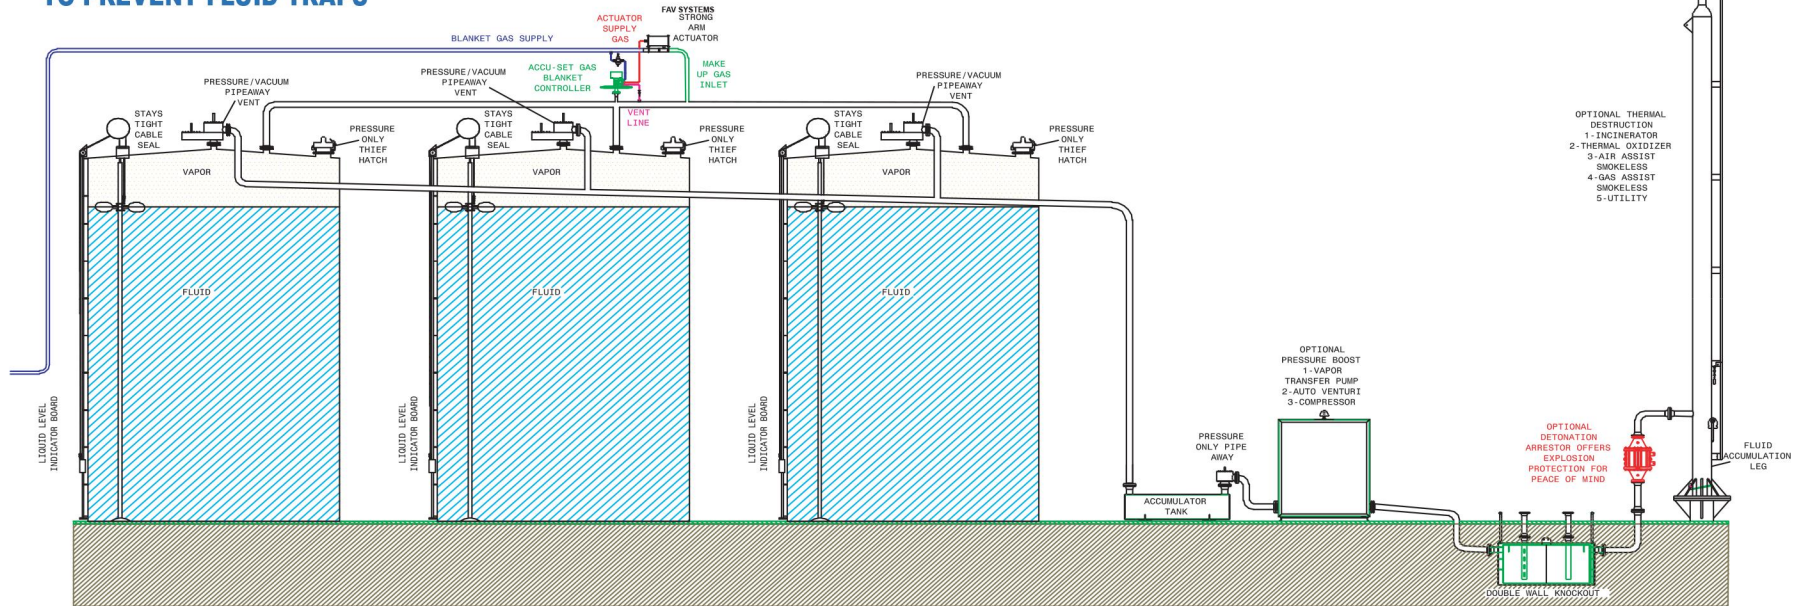 TO PREVENT FLUID TRAPS
FAV SYSTEMS
STRONG
ARM
ACTUATOR
ACTUATOR
SUPPLY
GAS
BLANKET GAS SUPPLY
ACCU-SET GAS
BLANKET
CONTROLLER
MAKE
UP GAS
INLET
VENT
LINE
PRESSURE/VACUUM
PIPEAWAY
VENT
PRESSURE/VACUUM
PIPEAWAY
VENT
PRESSURE/VACUUM
PIPEAWAY
VENT
STAYS
TIGHT
CABLE
SEAL
PRESSURE
ONLY
THIEF
HATCH
STAYS
TIGHT
CABLE
SEAL
PRESSURE
ONLY
THIEF
HATCH
STAYS
TIGHT
CABLE
SEAL
PRESSURE
ONLY
THIEF
HATCH
VAPOR
VAPOR
VAPOR
FLUID
FLUID
FLUID
LIQUID LEVEL
INDICATOR BOARD
LIQUID LEVEL
INDICATOR BOARD
LIQUID LEVEL
INDICATOR BOARD
OPTIONAL THERMAL
DESTRUCTION
1-INCINERATOR
2-THERMAL OXIDIZER
3-AIR ASSIST
SMOKELESS
4-GAS ASSIST
SMOKELESS
5-UTILITY
OPTIONAL
PRESSURE BOOST
1-VAPOR
TRANSFER PUMP
2-AUTO VENTURI
3-COMPRESSOR
PRESSURE
ONLY PIPE
AWAY
ACCUMULATOR
TANK
OPTIONAL
DETONATION
ARRESTOR OFFERS
EXPLOSION
PROTECTION FOR
PEACE OF MIND
FLUID
ACCUMULATION
LEG
DOUBLE WALL KNOCKOUT